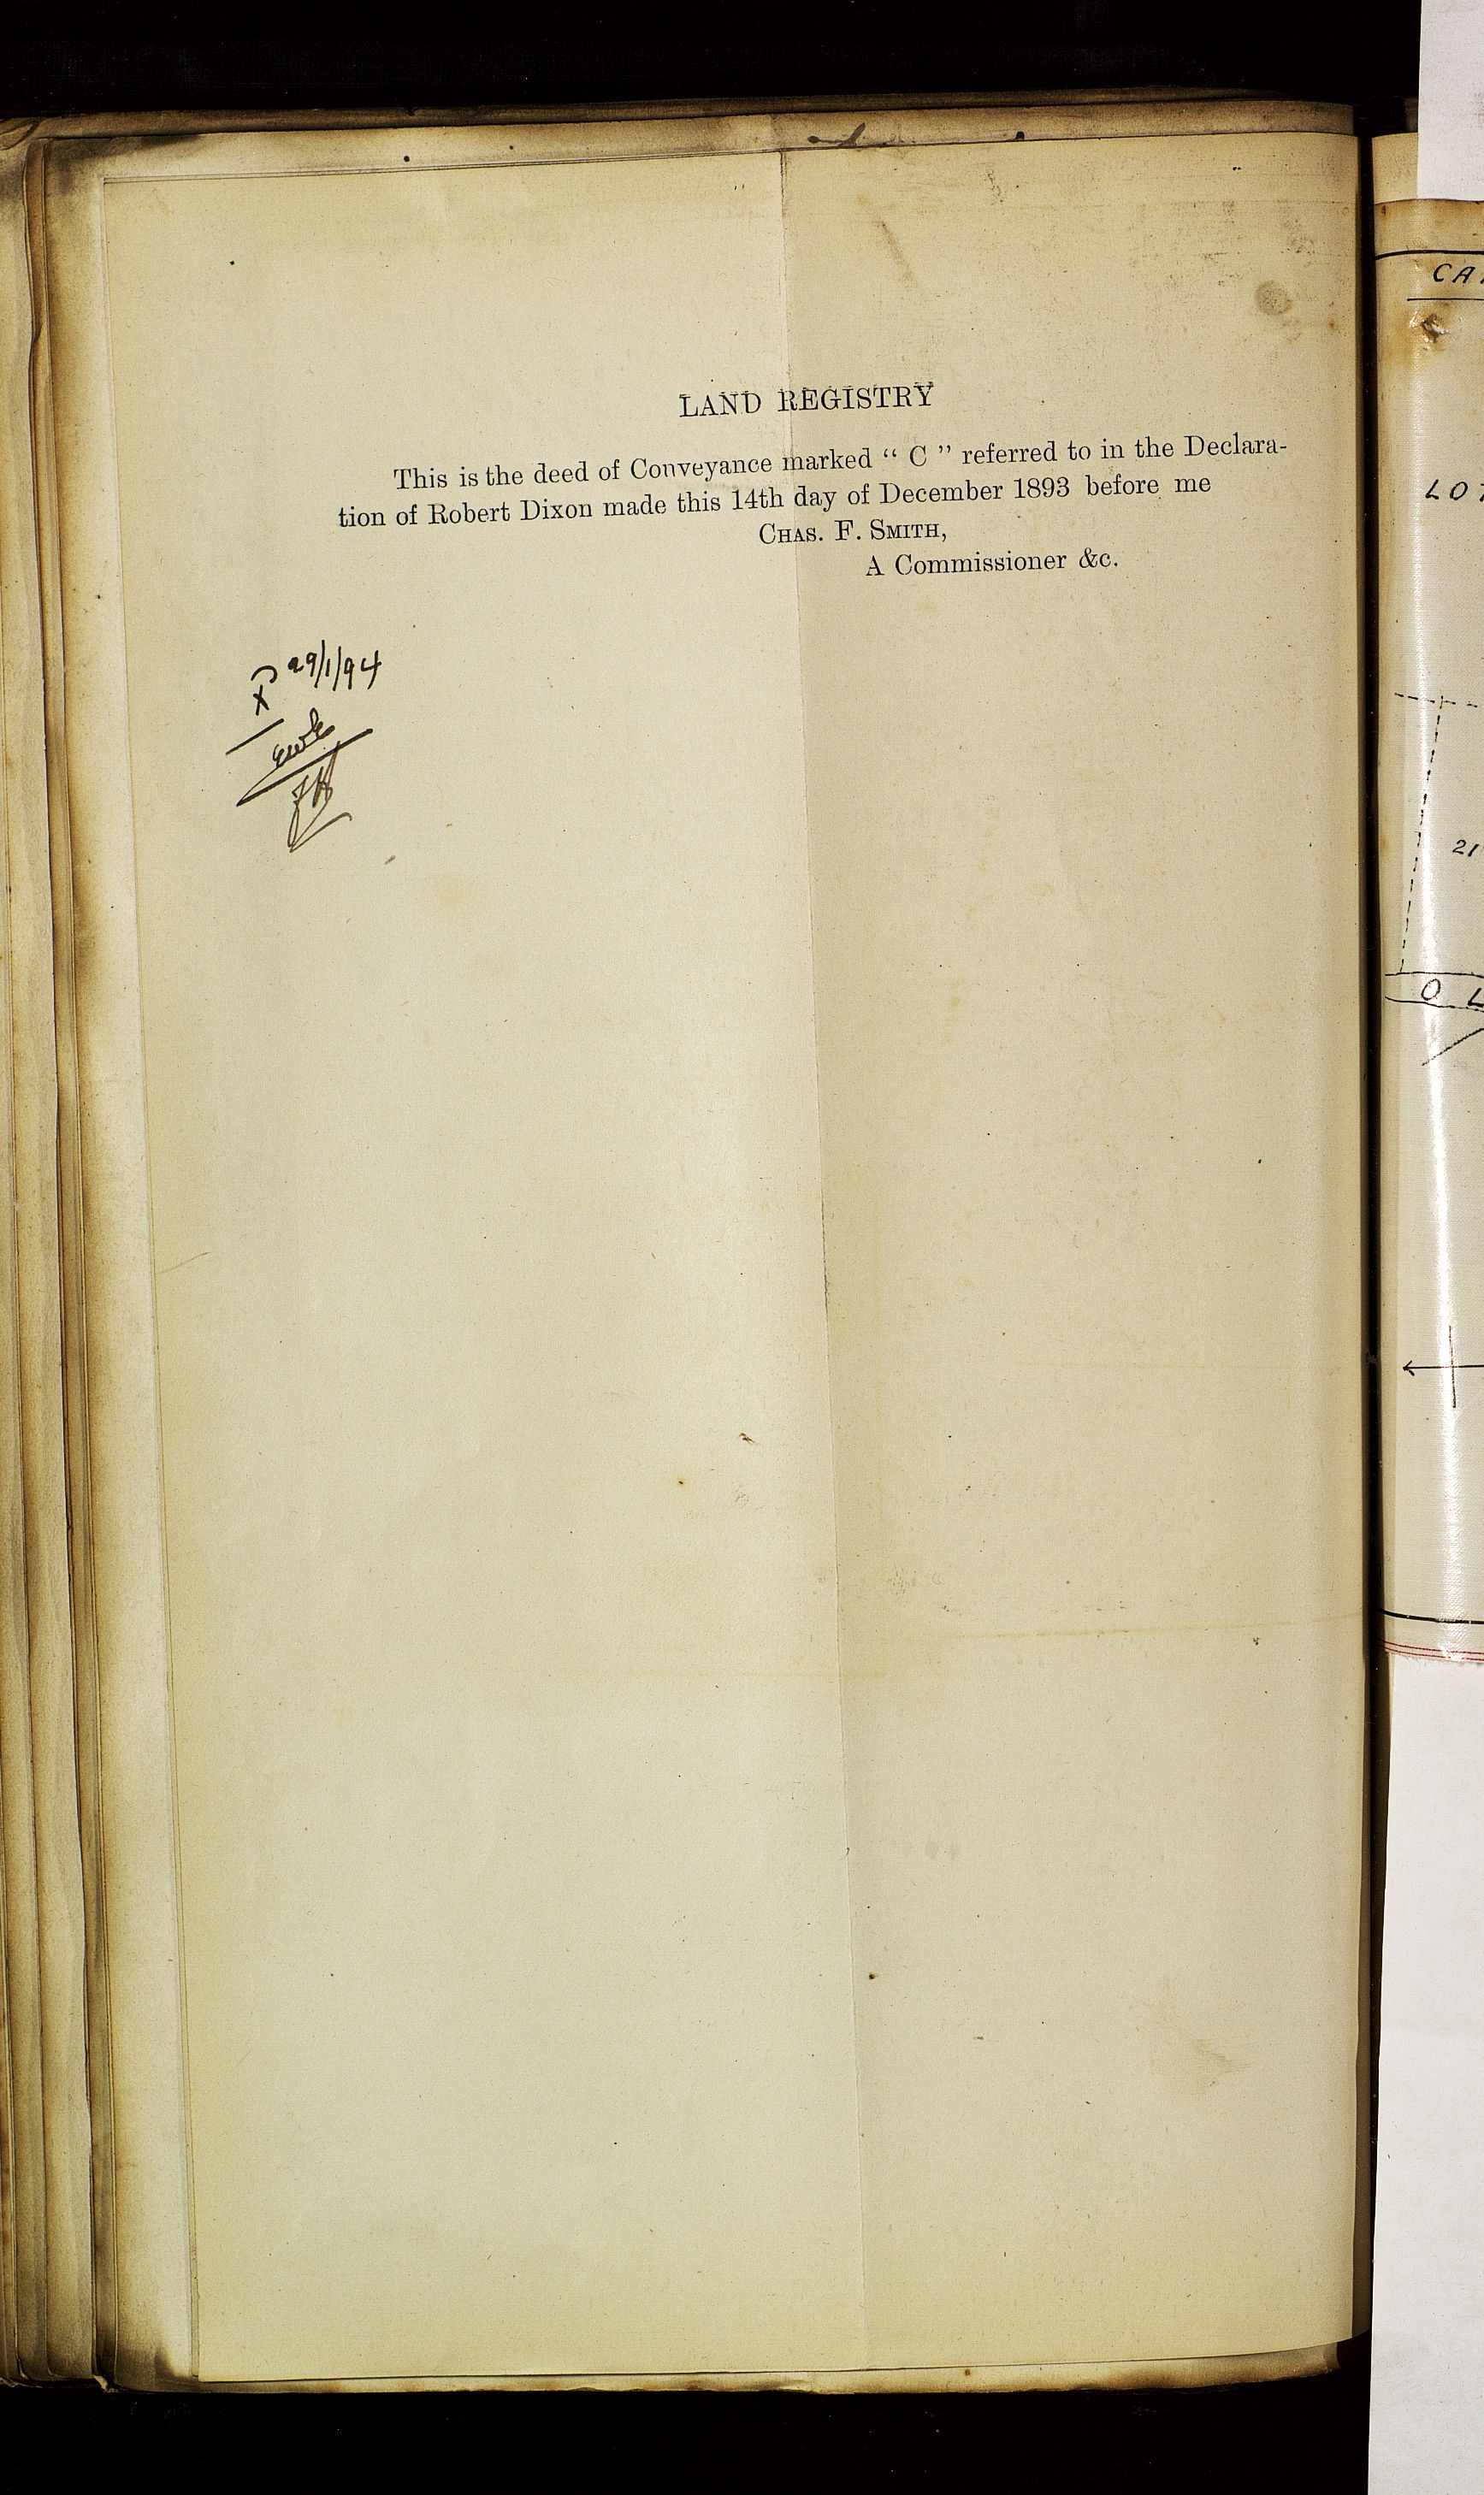 LAND REGISTRY
This is the deed of Conveyance marked “ C ” referred to in the Declara-
tion of Robert Dixon made this 14th day of December 1893 before me
CHAS. F. SMITH,
A Commissioner &c.
29/1/94
CA
LO
21
O L